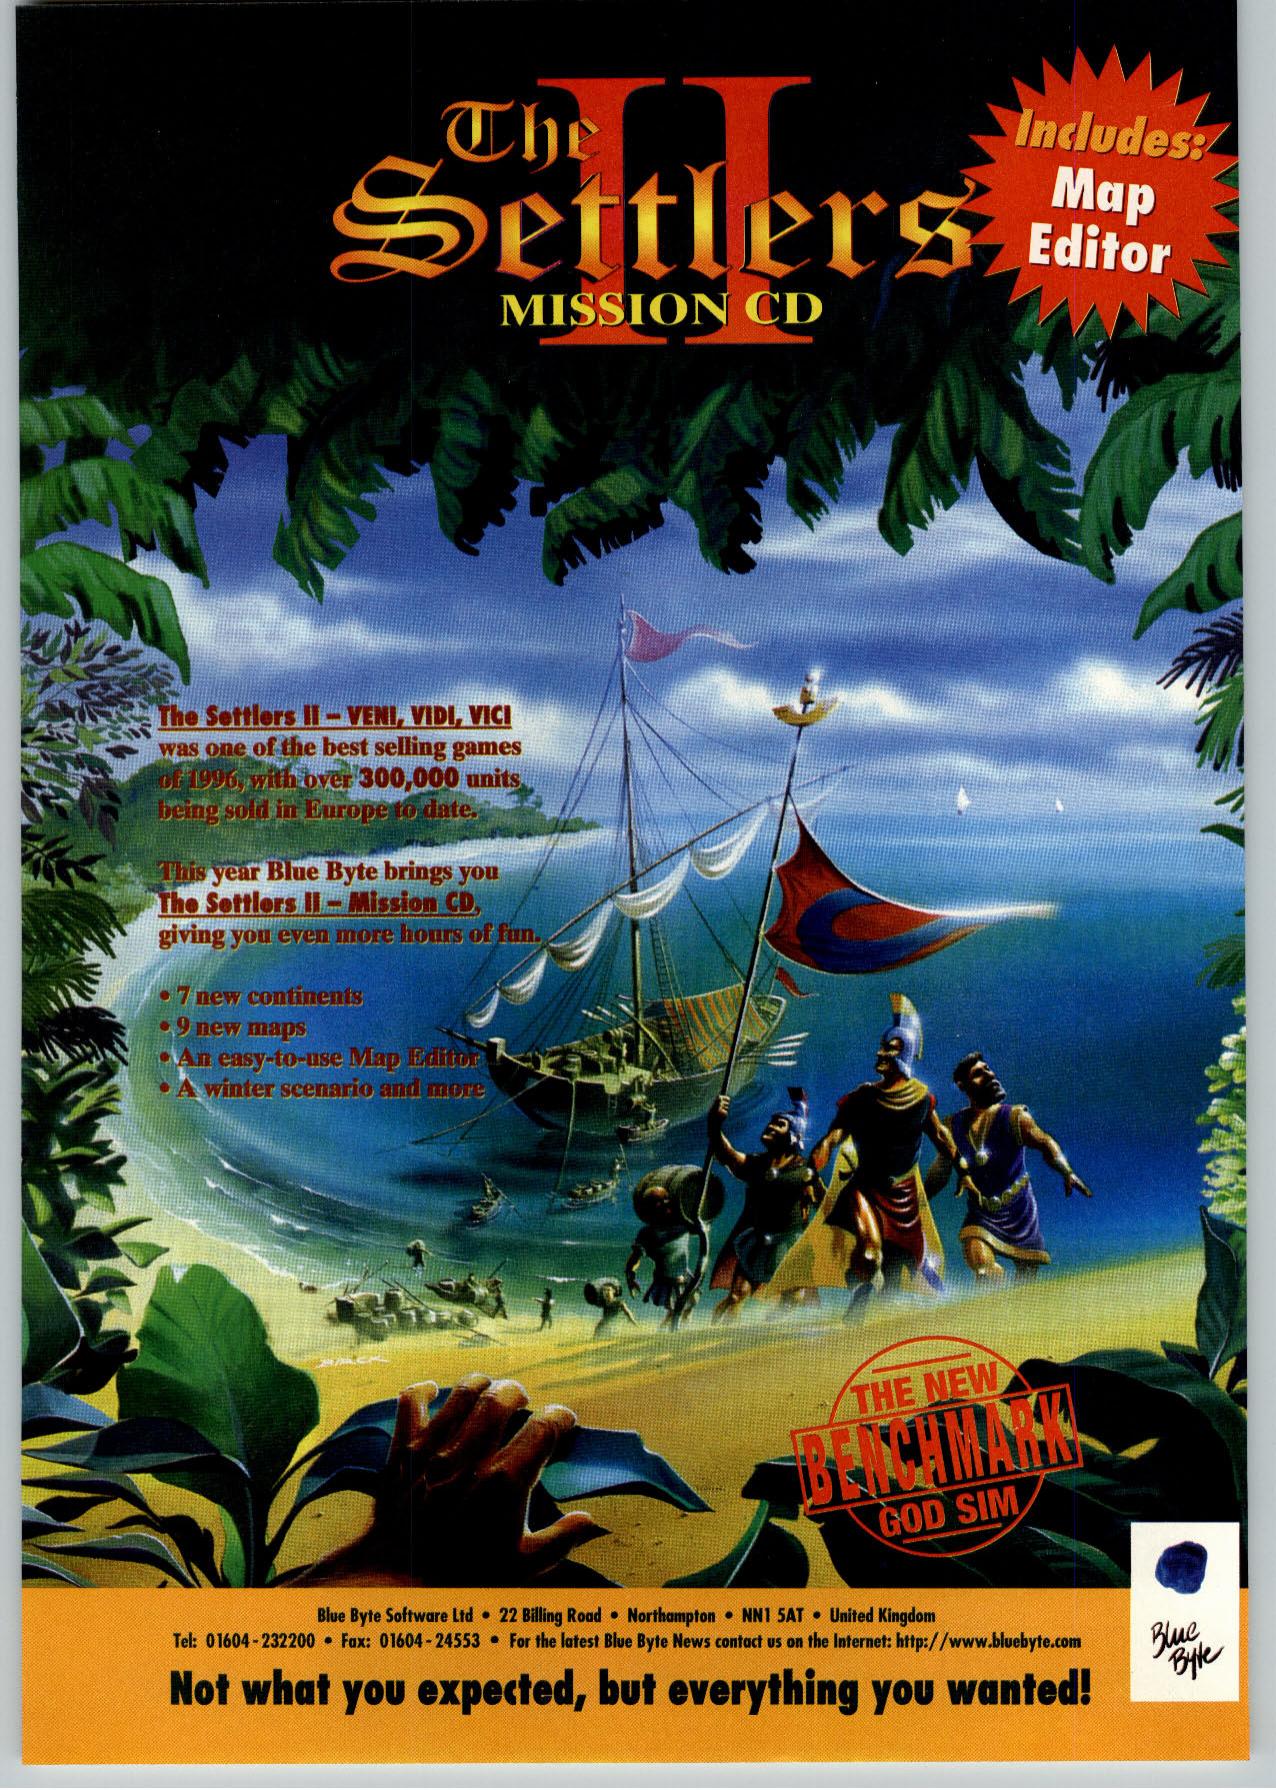 The
Settlers
II
MISSION CD
Includes:
Map
Editor
The Settlers II – VENI, VIDI, VICI
was one of the best selling games
of 1996, with over 300,000 units
being sold in Europe to date.
This year Blue Byte brings you
The Settlers II – Mission CD,
giving you even more hours of fun.
• 7 new continents
• 9 new maps
• An easy-to-use Map Editor
• A winter scenario and more
THE NEW
BENCHMARK
GOD SIM
Blue Byte Software Ltd • 22 Billing Road • Northampton • NN1 5AT • United Kingdom
Tel: 01604-232200 • Fax: 01604-24553 • For the latest Blue Byte News contact us on the Internet: http://www.bluebyte.com
Not what you expected, but everything you wanted!
Blue
Byte